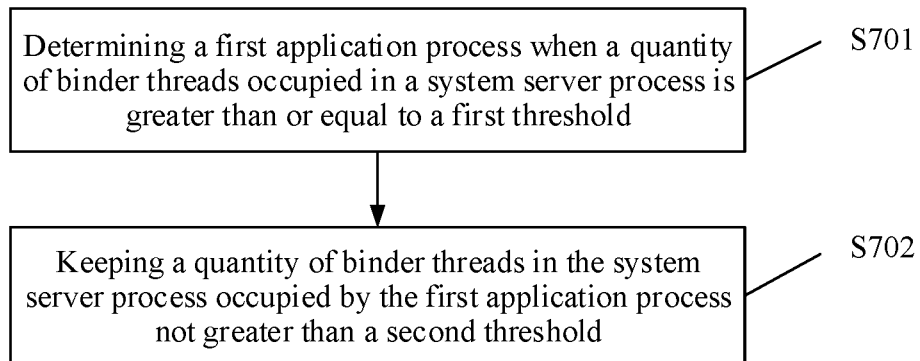 Determining a first application process when a quantity
of binder threads occupied in a system server process is
greater than or equal to a first threshold
S701
Keeping a quantity of binder threads in the system
server process occupied by the first application process
not greater than a second threshold
S702